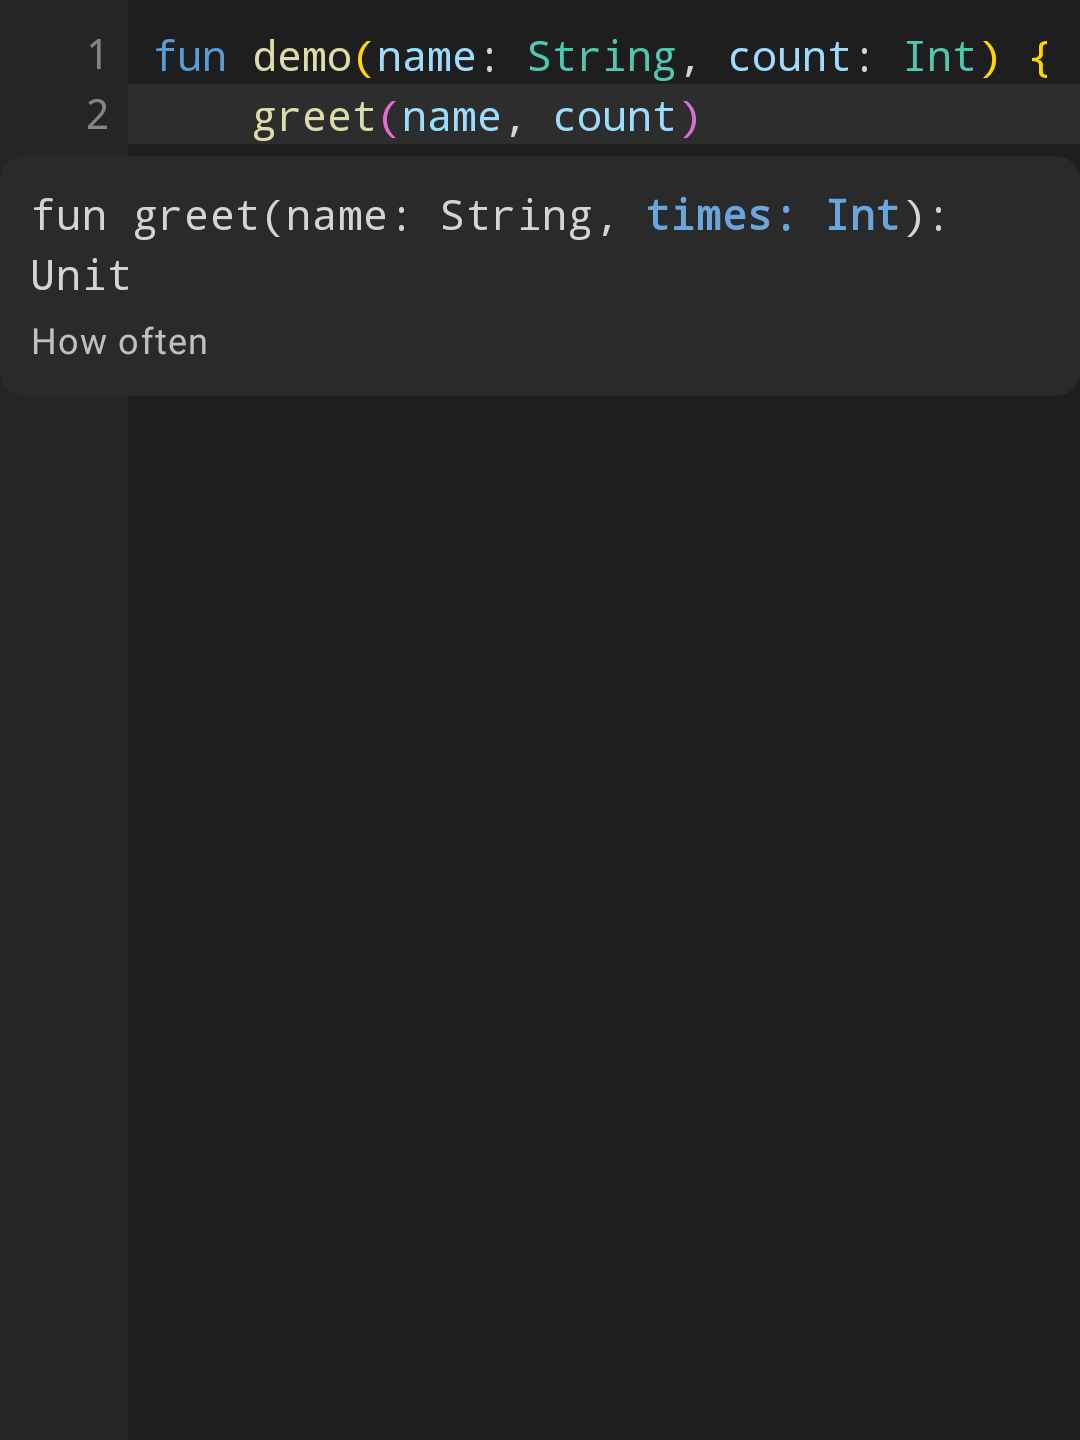 1 fun demo(name: String, count: Int) {
2     greet(name, count)
fun greet(name: String, times: Int):
Unit
How often